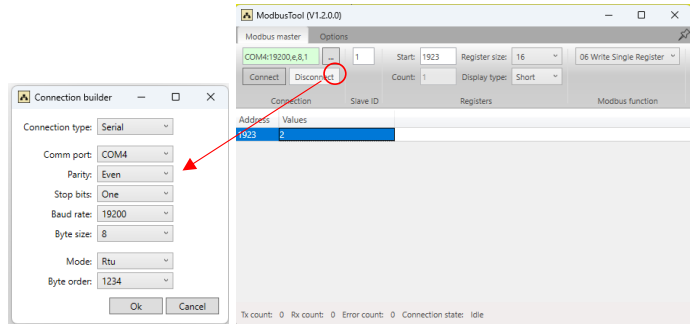 ModbusTool (V1.2.0.0)
Modbus master Options
COM4:19200,e,8,1 ... 1 Start: 1923 Register size: 16 06 Write Single Register
Connect Disconnect Count: 1 Display type: Short
Connection Slave ID Registers Modbus function
Address Values
1923 2
Tx count: 0 Rx count: 0 Error count: 0 Connection state: Idle
Connection builder
Connection type: Serial
Comm port: COM4
Parity: Even
Stop bits: One
Baud rate: 19200
Byte size: 8
Mode: Rtu
Byte order: 1234
Ok Cancel